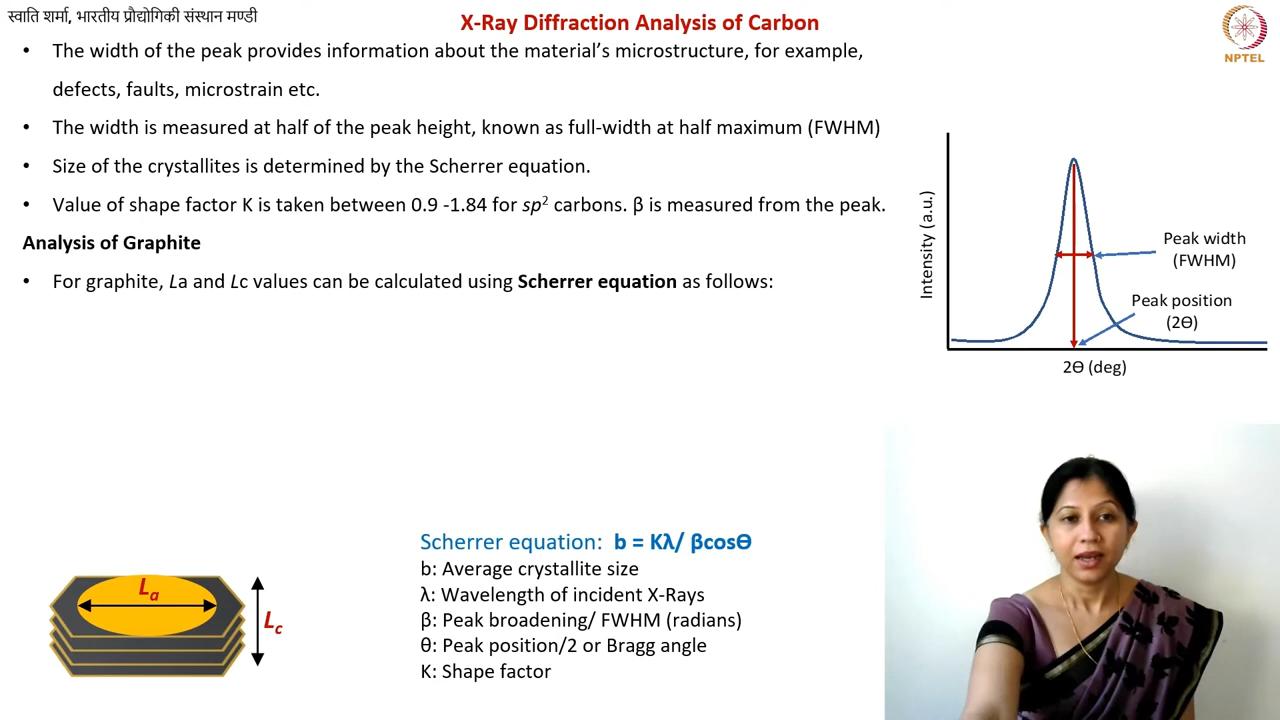 स्वाति शर्मा, भारतीय प्रौद्योगिकी संस्थान मण्डी
X-Ray Diffraction Analysis of Carbon
NPTEL
• The width of the peak provides information about the material's microstructure, for example,
defects, faults, microstrain etc.
• The width is measured at half of the peak height, known as full-width at half maximum (FWHM)
• Size of the crystallites is determined by the Scherrer equation.
• Value of shape factor K is taken between 0.9 -1.84 for sp² carbons. β is measured from the peak.
Analysis of Graphite
• For graphite, La and Lc values can be calculated using Scherrer equation as follows:
Intensity (a.u.)
Peak width
(FWHM)
Peak position
(2Θ)
2Θ (deg)
Scherrer equation: b = Kλ/ βcosΘ
b: Average crystallite size
λ: Wavelength of incident X-Rays
β: Peak broadening/ FWHM (radians)
θ: Peak position/2 or Bragg angle
K: Shape factor
La
Lc